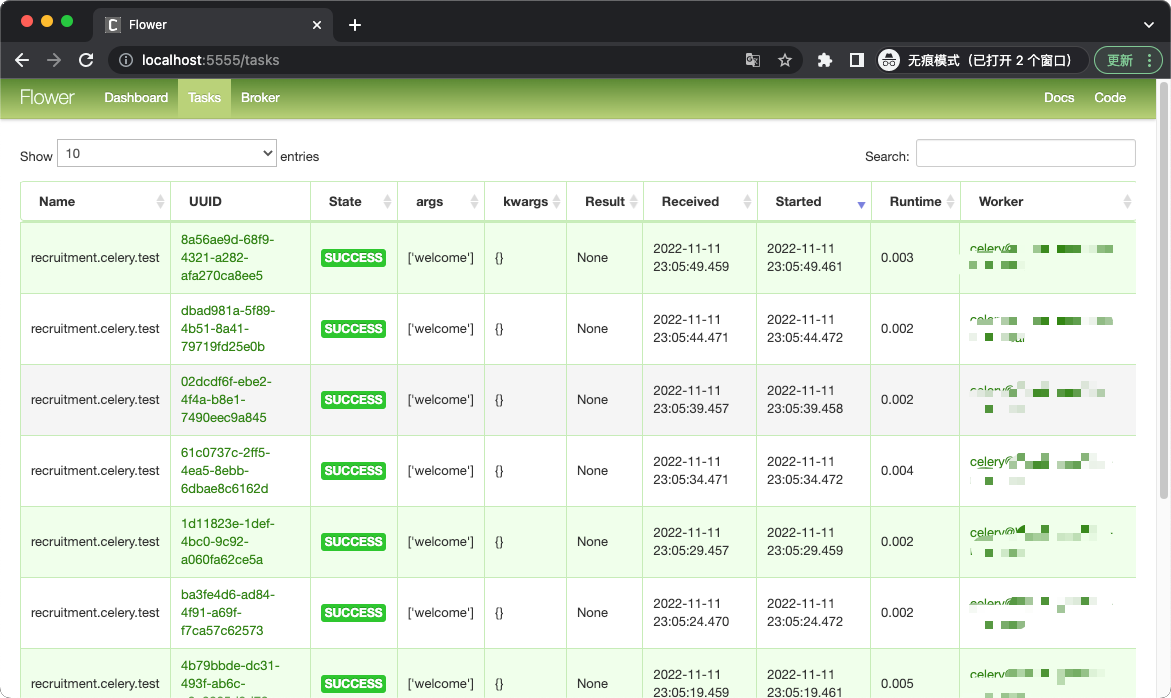 Flower
localhost:5555/tasks
无痕模式（已打开 2 个窗口）
更新
Flower Dashboard Tasks Broker Docs Code
Show 10 entries Search:
Name UUID State args kwargs Result Received Started Runtime Worker
8a56ae9d-68f9-
recruitment.celery.test 4321-a282- SUCCESS ['welcome'] {} None 2022-11-11 23:05:49.459 2022-11-11 23:05:49.461 0.003 celery@
afa270ca8ee5
dbad981a-5f89-
recruitment.celery.test 4b51-8a41- SUCCESS ['welcome'] {} None 2022-11-11 23:05:44.471 2022-11-11 23:05:44.472 0.002
79719fd25e0b
02dcdf6f-ebe2-
recruitment.celery.test 4f4a-b8e1- SUCCESS ['welcome'] {} None 2022-11-11 23:05:39.457 2022-11-11 23:05:39.458 0.002 celery@
7490eec9a845
61c0737c-2ff5-
recruitment.celery.test 4ea5-8ebb- SUCCESS ['welcome'] {} None 2022-11-11 23:05:34.471 2022-11-11 23:05:34.472 0.004 celery@
6dbae8c6162d
1d11823e-1def-
recruitment.celery.test 4bc0-9c92- SUCCESS ['welcome'] {} None 2022-11-11 23:05:29.457 2022-11-11 23:05:29.459 0.002 celery@
a060fa62ce5a
ba3fe4d6-ad84-
recruitment.celery.test 4f91-a69f- SUCCESS ['welcome'] {} None 2022-11-11 23:05:24.470 2022-11-11 23:05:24.472 0.002 celery@
f7ca57c62573
4b79bbde-dc31-
recruitment.celery.test 493f-ab6c- SUCCESS ['welcome'] {} None 2022-11-11 23:05:19.459 2022-11-11 23:05:19.461 0.005 celery@